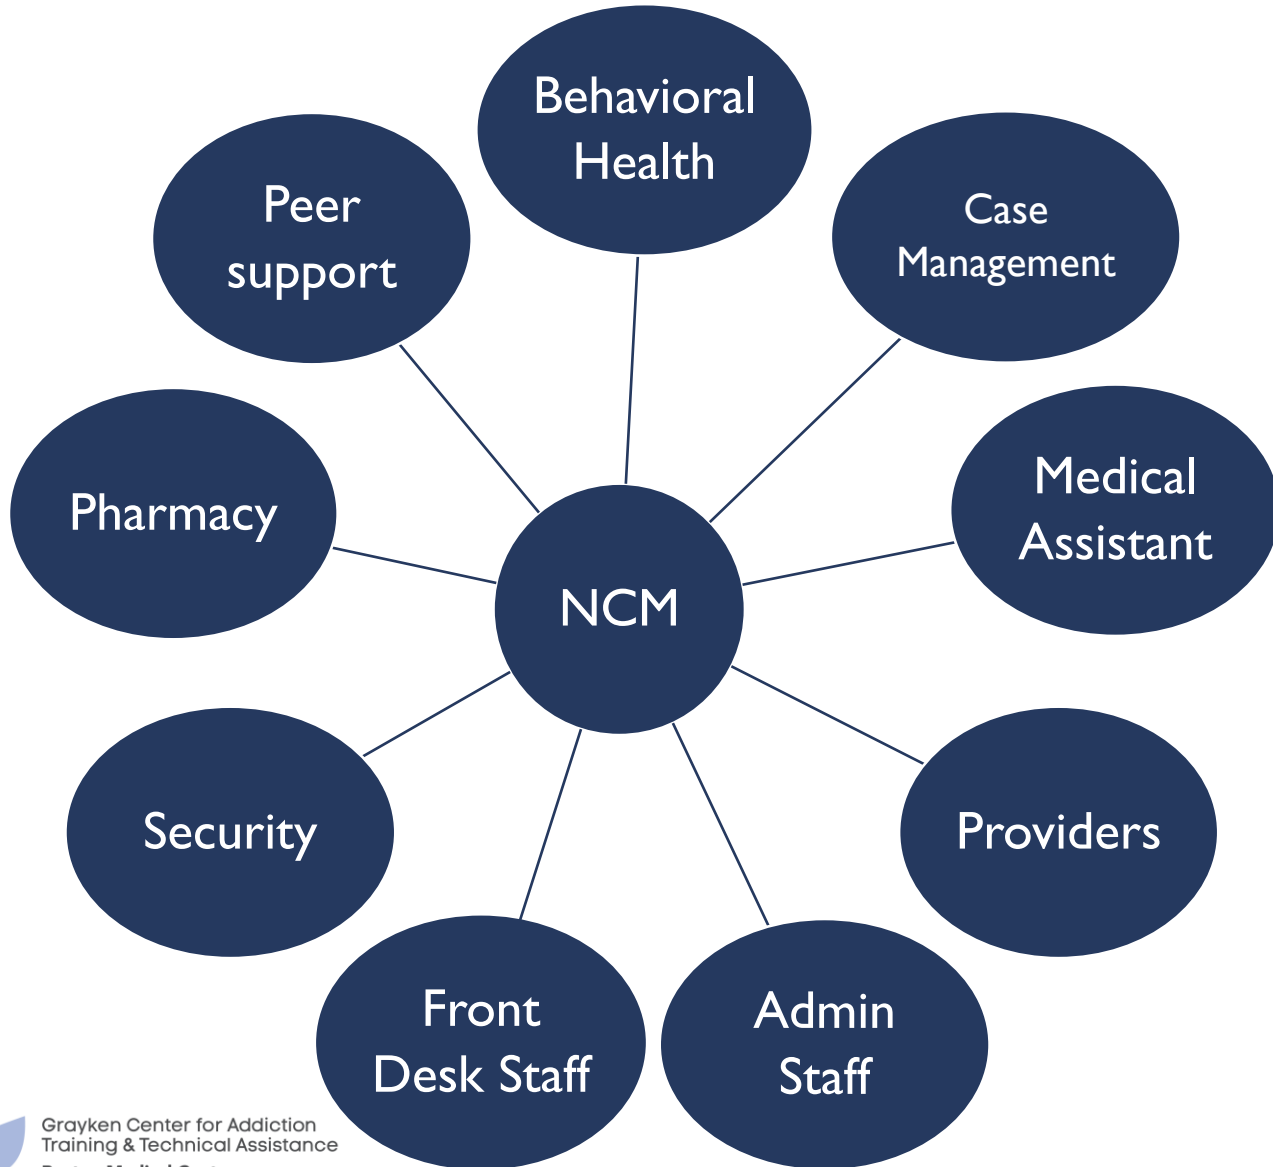 Behavioral
Health
Peer
support
Case
Management
Pharmacy
Medical
Assistant
NCM
Security
Providers
Front
Desk Staff
Admin
Staff
Grayken Center for Addiction
Training & Technical Assistance